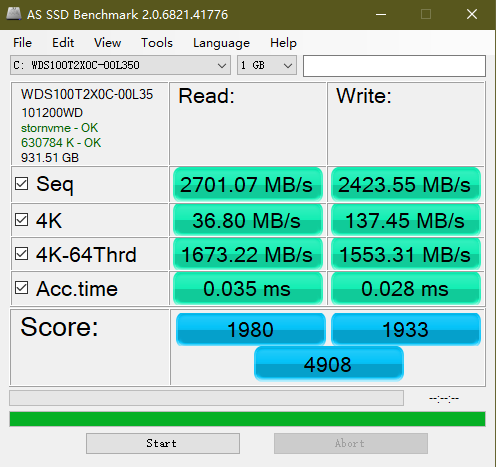 AS SSD Benchmark 2.0.6821.41776
File Edit View Tools Language Help
C: WDS100T2X0C-00L350 1 GB
WDS100T2X0C-00L35
101200WD
stornvme - OK
630784 K - OK
931.51 GB
Read: Write:
Seq 2701.07 MB/s 2423.55 MB/s
4K 36.80 MB/s 137.45 MB/s
4K-64Thrd 1673.22 MB/s 1553.31 MB/s
Acc.time 0.035 ms 0.028 ms
Score: 1980 1933
4908
--:--:--
Start Abort